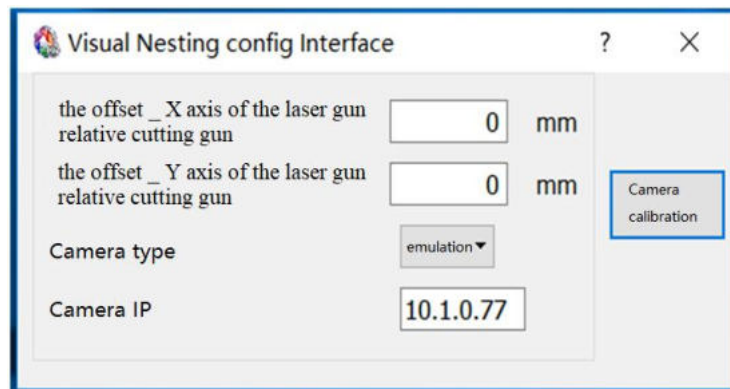 Visual Nesting config Interface ? ×
the offset _ X axis of the laser gun
relative cutting gun
0 mm
the offset _ Y axis of the laser gun
relative cutting gun
0 mm
Camera
calibration
Camera type emulation
Camera IP 10.1.0.77